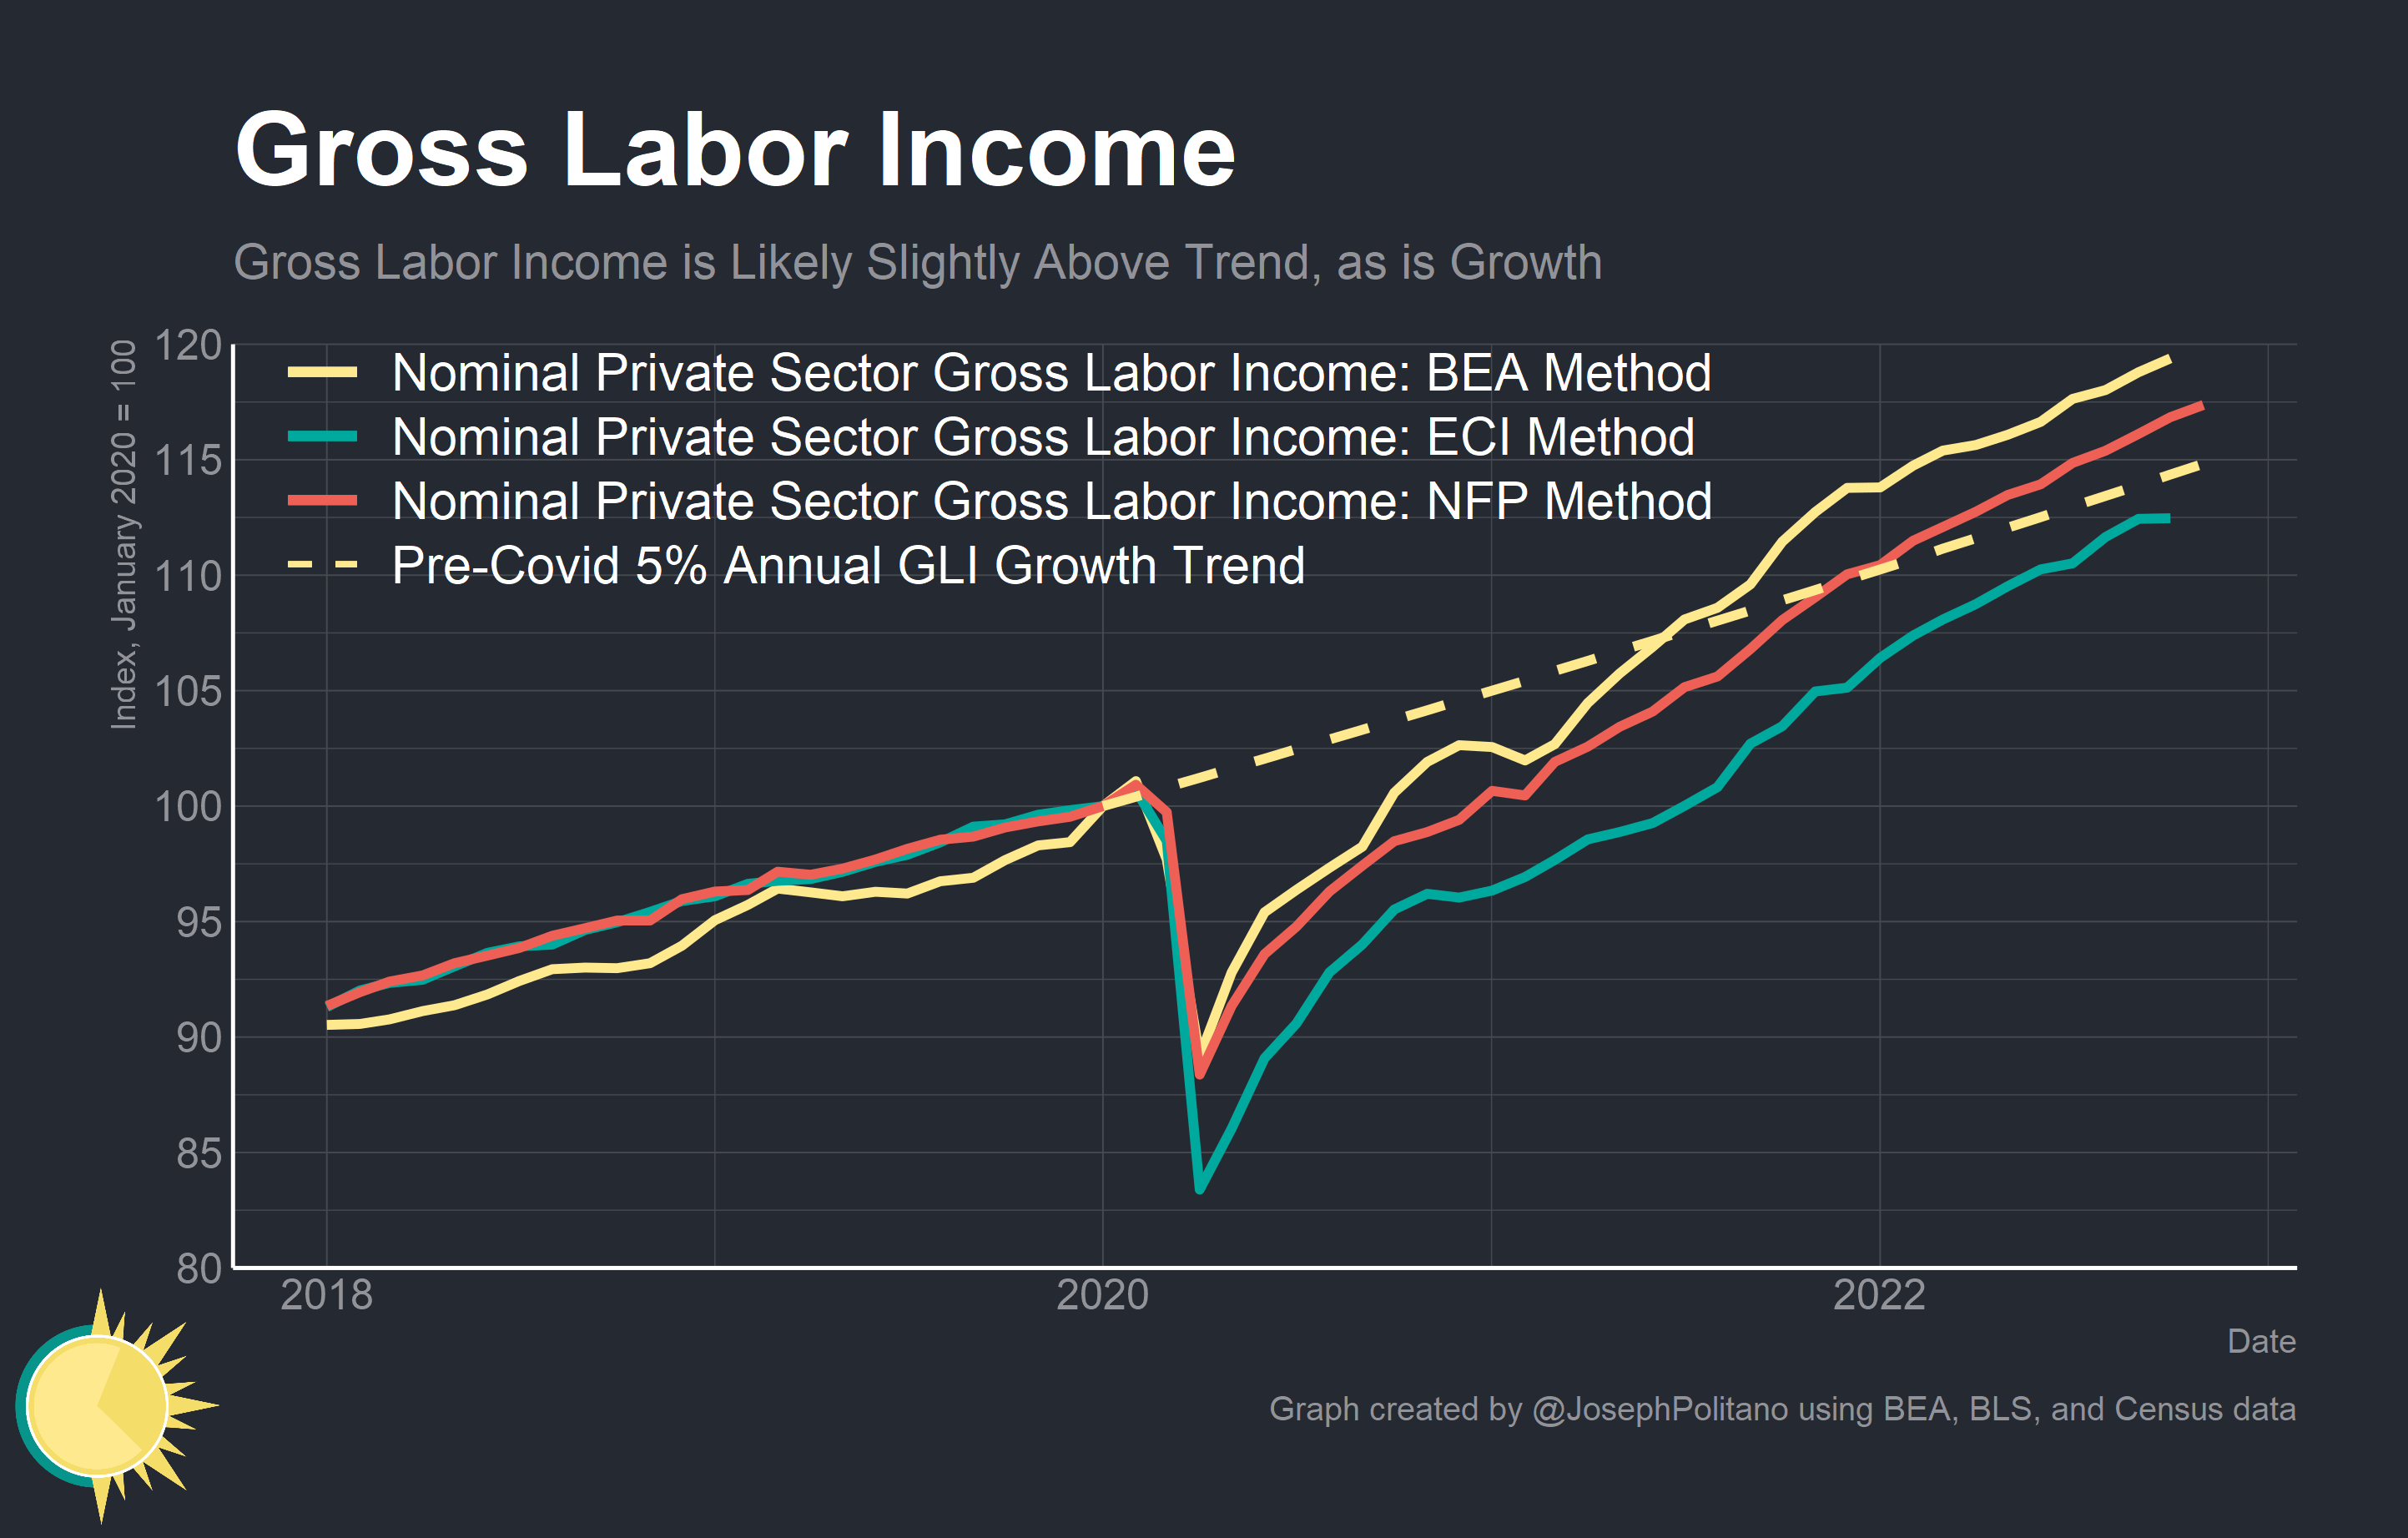 Gross Labor Income
Gross Labor Income is Likely Slightly Above Trend, as is Growth
Index, January 2020 = 100
120
115
110
105
100
95
90
85
80
Nominal Private Sector Gross Labor Income: BEA Method
Nominal Private Sector Gross Labor Income: ECI Method
Nominal Private Sector Gross Labor Income: NFP Method
Pre-Covid 5% Annual GLI Growth Trend
2018 2020 2022
Date
Graph created by @JosephPolitano using BEA, BLS, and Census data